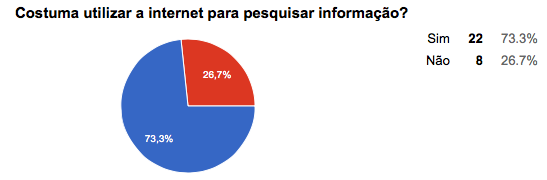 Costuma utilizar a internet para pesquisar informação?
Sim 22 73.3%
Não 8 26.7%
26,7%
73,3%